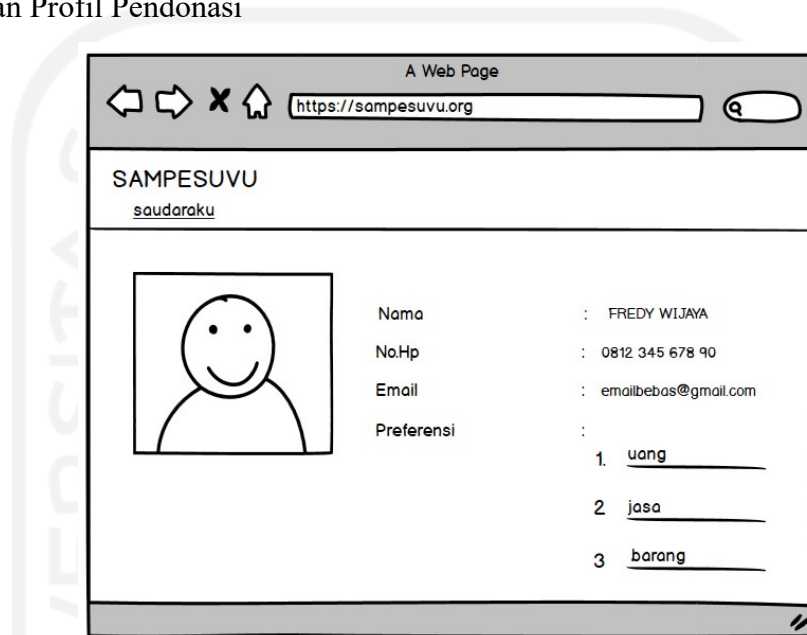 an Profil Pendonasi
A Web Page
https://sampesuvu.org
SAMPESUVU
saudaraku
Nama : FREDY WIJAYA
No.Hp : 0812 345 678 90
Email : emailbebas@gmail.com
Preferensi :
1. uang
2 jasa
3 barang